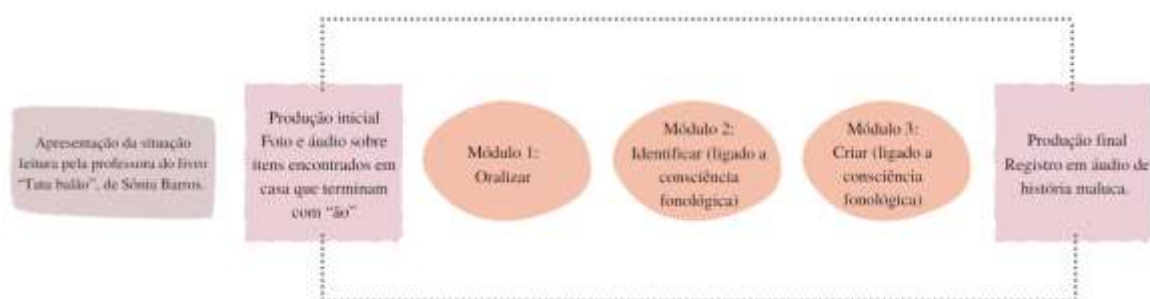 Apresentação da situação
leitura pela professora do livro
“Tatu balão”, de Sônia Barros.
Produção inicial
Foto e áudio sobre
itens encontrados em
casa que terminam
com “ão”
Módulo 1:
Oralizar
Módulo 2:
Identificar (ligado a
consciência
fonológica)
Módulo 3:
Criar (ligado a
consciência
fonológica)
Produção final
Registro em áudio de
história maluca.